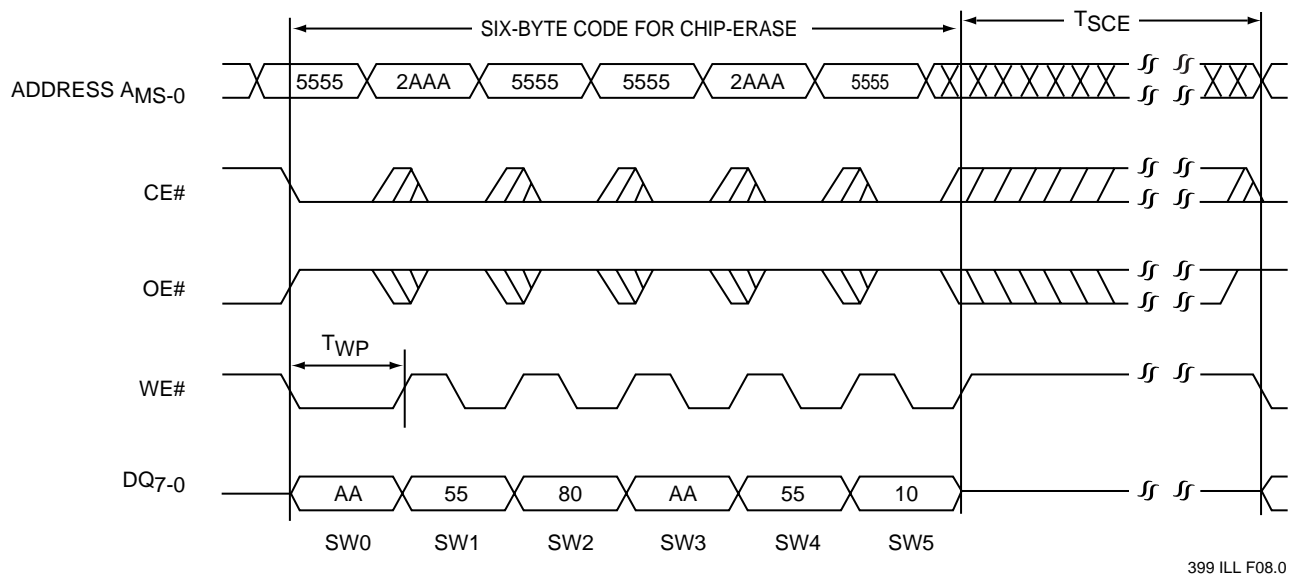 SIX-BYTE CODE FOR CHIP-ERASE
TSCE
ADDRESS AMS-0
5555 2AAA 5555 5555 2AAA 5555
CE#
OE#
TWP
WE#
DQ7-0
AA 55 80 AA 55 10
SW0 SW1 SW2 SW3 SW4 SW5
399 ILL F08.0